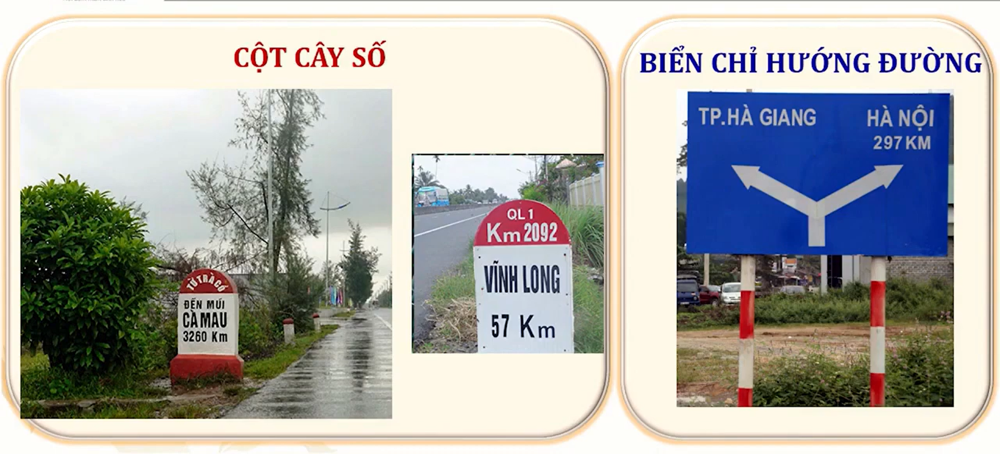 CỘT CÂY SỐ
TỪ TRÀ CỔ
ĐẾN MŨI
CÀ MAU
3260 Km
QL 1
Km 2092
VĨNH LONG
57 Km
BIỂN CHỈ HƯỚNG ĐƯỜNG
TP.HÀ GIANG
HÀ NỘI
297 KM